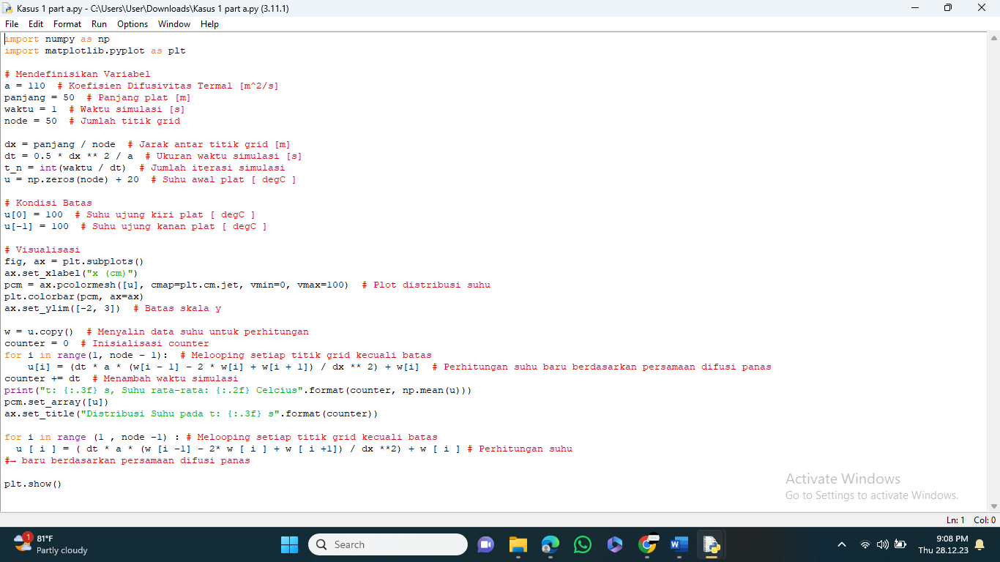 Kasus 1 part a.py - C:\Users\User\Downloads\Kasus 1 part a.py (3.11.1)
File Edit Format Run Options Window Help
import numpy as np
import matplotlib.pyplot as plt
# Mendefinisikan Variabel
a = 110  # Koefisien Difusivitas Termal [m^2/s]
panjang = 50  # Panjang plat [m]
waktu = 1  # Waktu simulasi [s]
node = 50  # Jumlah titik grid
dx = panjang / node  # Jarak antar titik grid [m]
dt = 0.5 * dx ** 2 / a  # Ukuran waktu simulasi [s]
t_n = int(waktu / dt)  # Jumlah iterasi simulasi
u = np.zeros(node) + 20  # Suhu awal plat [ degC ]
# Kondisi Batas
u[0] = 100  # Suhu ujung kiri plat [ degC ]
u[-1] = 100  # Suhu ujung kanan plat [ degC ]
# Visualisasi
fig, ax = plt.subplots()
ax.set_xlabel("x (cm)")
pcm = ax.pcolormesh([u], cmap=plt.cm.jet, vmin=0, vmax=100)  # Plot distribusi suhu
plt.colorbar(pcm, ax=ax)
ax.set_ylim([-2, 3])  # Batas skala y
w = u.copy()  # Menyalin data suhu untuk perhitungan
counter = 0  # Inisialisasi counter
for i in range(1, node - 1):  # Melooping setiap titik grid kecuali batas
    u[i] = (dt * a * (w[i - 1] - 2 * w[i] + w[i + 1]) / dx ** 2) + w[i]  # Perhitungan suhu baru berdasarkan persamaan difusi panas
counter += dt  # Menambah waktu simulasi
print("t: {:.3f} s, Suhu rata-rata: {:.2f} Celcius".format(counter, np.mean(u)))
pcm.set_array([u])
ax.set_title("Distribusi Suhu pada t: {:.3f} s".format(counter))
for i in range (1 , node -1) : # Melooping setiap titik grid kecuali batas
  u [ i ] = ( dt * a * (w [i -1] - 2* w [ i ] + w [ i +1]) / dx **2) + w [ i ] # Perhitungan suhu
#→ baru berdasarkan persamaan difusi panas
plt.show()
Activate Windows
Go to Settings to activate Windows.
Ln: 1 Col: 0
1
81°F
Partly cloudy
Search
9:08 PM
Thu 28.12.23